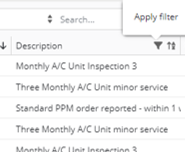 Search...
Apply filter
Description
Monthly A/C Unit Inspection 3
Three Monthly A/C Unit minor service
Standard PPM order reported - within 1
Three Monthly A/C Unit minor service
Monthly A/C Unit Inspection 3